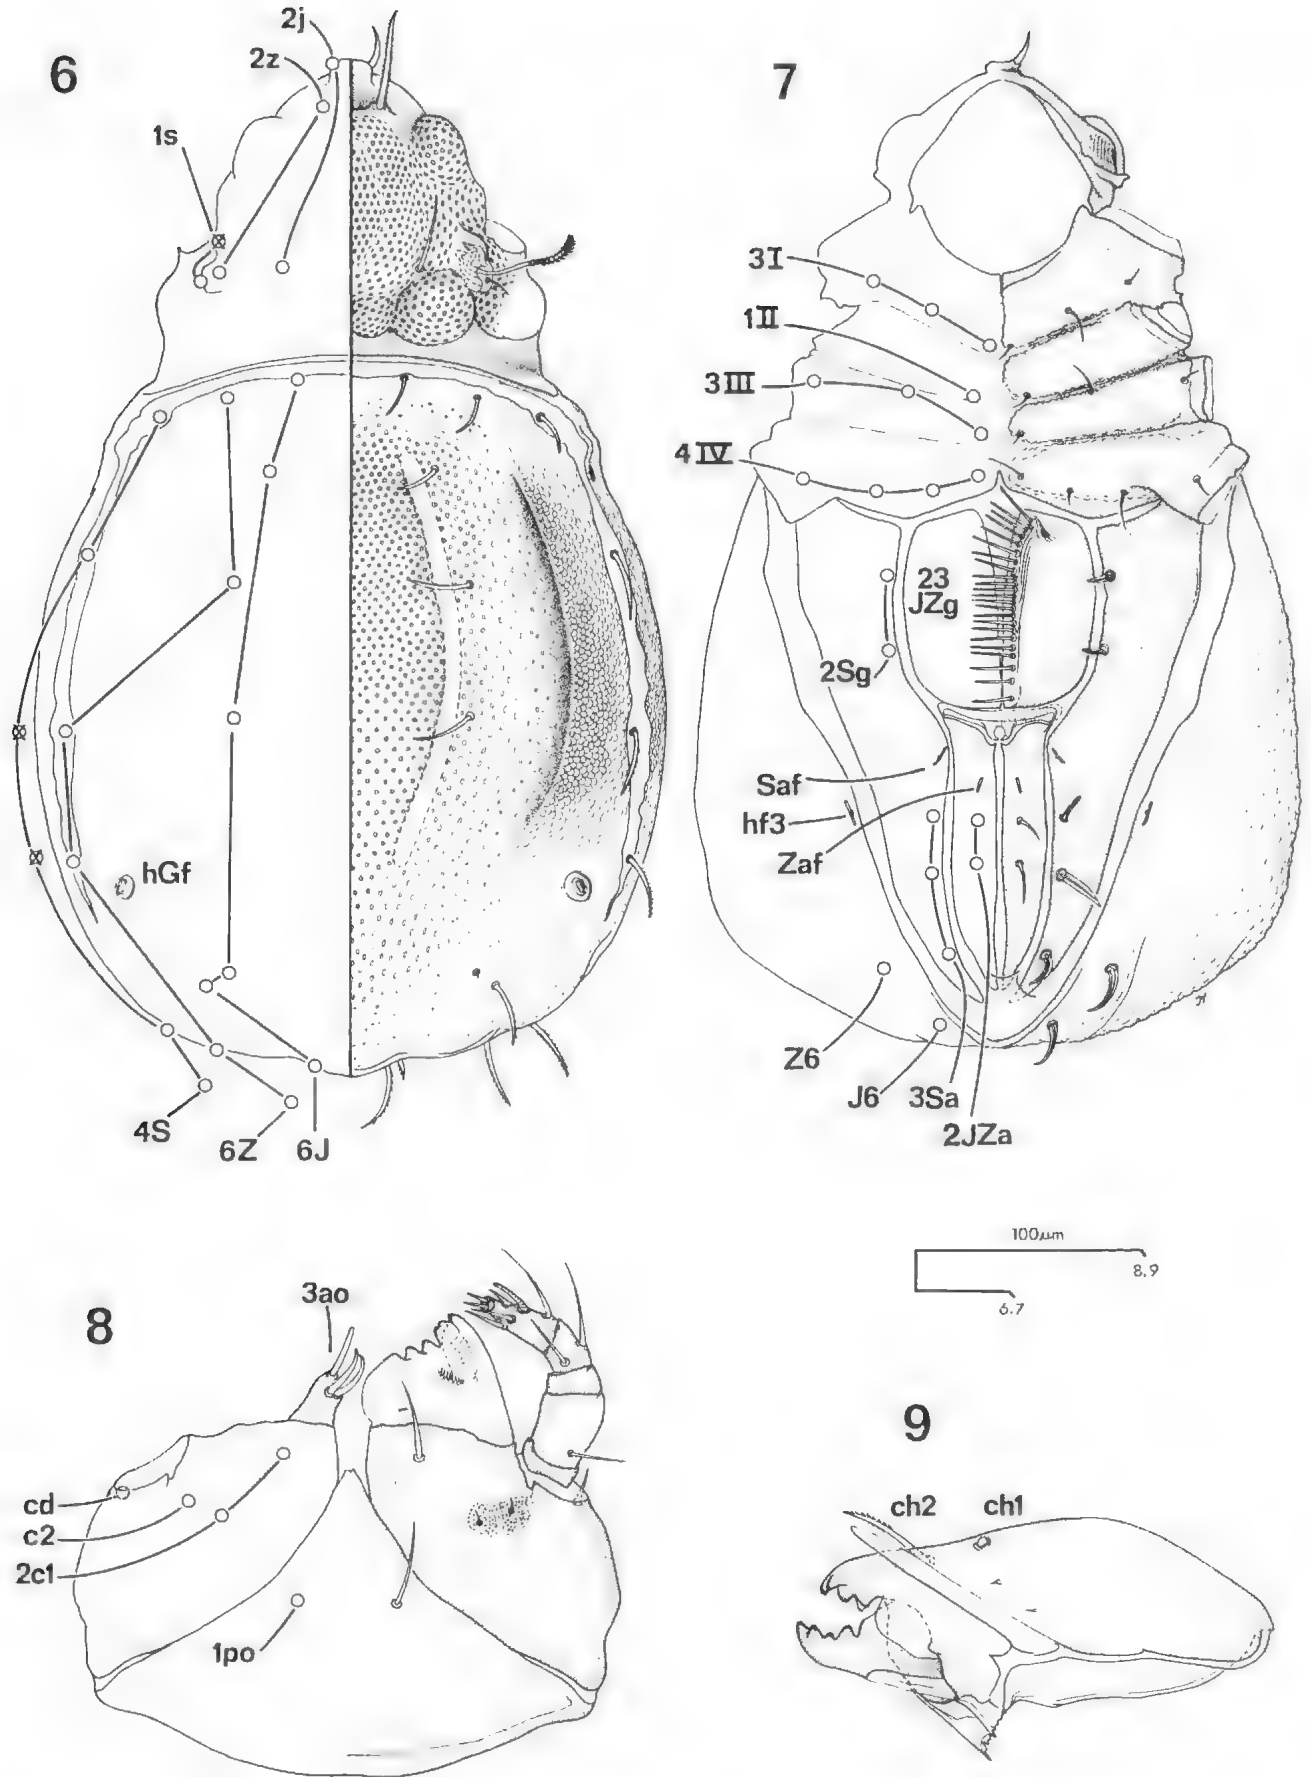 6
2j
2z
1s
hGf
4S
6Z
6J
7
3I
1II
3III
4IV
23
JZg
2Sg
Saf
hf3
Zaf
Z6
J6
3Sa
2JZa
100µm
8,9
6,7
8
3ao
cd
c2
2c1
1po
9
ch2
ch1